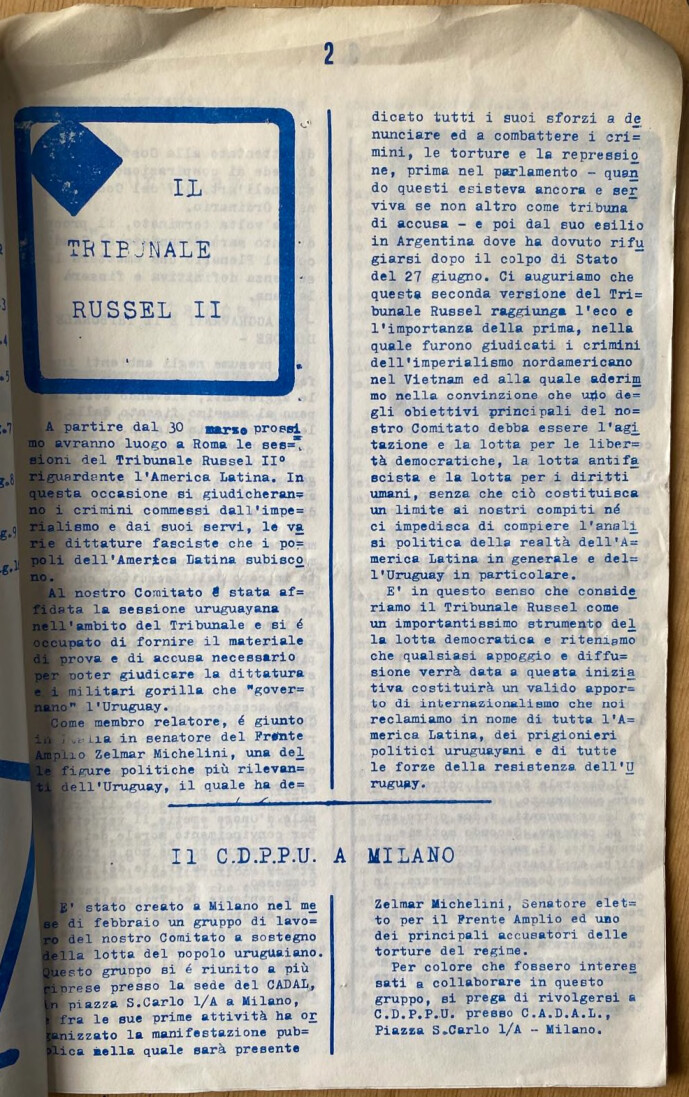 2
IL
TRIBUNALE
RUSSEL II
A partire dal 30 marzo prossi
mo avranno luogo a Roma le ses=
sioni del Tribunale Russel II°
riguardante l'America Latina. In
questa occasione si giudicheran=
no i crimini commessi dall'impe=
rialismo e dai suoi servi, le va
rie dittature fasciste che i po=
poli dell'America Latina subisco
no.
Al nostro Comitato é stata af=
fidata la sessione uruguayana
nell'ambito del Tribunale e si é
occupato di fornire il materiale
di prova e di accusa necessario
per poter giudicare la dittatura
e i militari gorilla che "gover=
nano" l'Uruguay.
Come membro relatore, é giunto
in Italia in senatore del Frente
Amplio Zelmar Michelini, una del
le figure politiche più rilevan=
ti dell'Uruguay, il quale ha de=
dicato tutti i suoi sforzi a de
nunciare ed a combattere i cri=
mini, le torture e la repressio
ne, prima nel parlamento - quan
do questi esisteva ancora e ser
viva se non altro come tribuna
di accusa - e poi dal suo esilio
in Argentina dove ha dovuto rifu
giarsi dopo il colpo di Stato
del 27 giugno. Ci auguriamo che
questa seconda versione del Tri=
bunale Russel raggiunga l'eco e
l'importanza della prima, nella
quale furono giudicati i crimini
dell'imperialismo nordamericano
nel Vietnam ed alla quale aderim
mo nella convinzione che uno de=
gli obiettivi principali del no=
stro Comitato debba essere l'agi
tazione e la lotta per le liber=
tà democratiche, la lotta antifa
scista e la lotta per i diritti
umani, senza che ciò costituisca
un limite ai nostri compiti né
ci impedisca di compiere l'anali
si politica della realtà dell'A=
merica Latina in generale e del=
l'Uruguay in particolare.
E' in questo senso che conside
riamo il Tribunale Russel come
un importantissimo strumento del
la lotta democratica e riteniamo
che qualsiasi appoggio e diffu=
sione verrà data a questa inizia
tiva costituirà un valido appor=
to di internazionalismo che noi
reclamiamo in nome di tutta l'A=
merica Latina, dei prigionieri
politici uruguayani e di tutte
le forze della resistenza dell'U
ruguay.
Il C.D.P.P.U. A MILANO
E' stato creato a Milano nel me
se di febbraio un gruppo di lavo=
ro del nostro Comitato a sostegno
della lotta del popolo uruguaiano.
Questo gruppo si é riunito a più
riprese presso la sede del CADAL,
in piazza S.Carlo 1/A a Milano,
e fra le sue prime attività ha or
ganizzato la manifestazione pub=
blica nella quale sarà presente
Zelmar Michelini, Senatore elet=
to per il Frente Amplio ed uno
dei principali accusatori delle
torture del regime.
Per colore che fossero interes
sati a collaborare in questo
gruppo, si prega di rivolgersi a
C.D.P.P.U. presso C.A.D.A.L.,
Piazza S.Carlo 1/A - Milano.